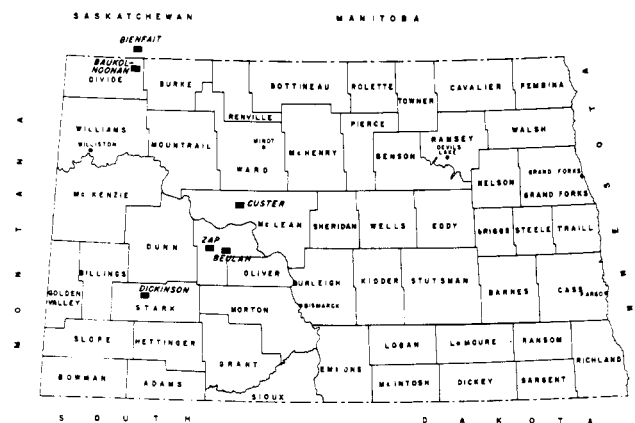 SASKATCHEWAN MANITOBA
BIENFAIT
BAUKOL-
NOONAN
DIVIDE
BURKE
RENVILLE
BOTTINEAU
ROLETTE
TOWNER
CAVALIER
PEMBINA
WILLIAMS
WILLISTON
MOUNTRAIL
MINOT
WARD
McHENRY
PIERCE
BENSON
RAMSEY
DEVILS
LAKE
WALSH
NELSON
GRAND FORKS
GRAND FORKS
McKENZIE
CUSTER
McLEAN
SHERIDAN
WELLS
EDDY
GRIGGS
STEELE
TRAILL
DUNN
ZAP
BEULAH
OLIVER
BILLINGS
GOLDEN
VALLEY
DICKINSON
STARK
MORTON
BURLEIGH
BISMARCK
KIDDER
STUTSMAN
BARNES
CASS
FARGO
SLOPE
HETTINGER
GRANT
BOWMAN
ADAMS
SIOUX
EMMONS
LOGAN
LaMOURE
RANSOM
RICHLAND
McINTOSH
DICKEY
SARGENT
MONTANA
SOUTH DAKOTA